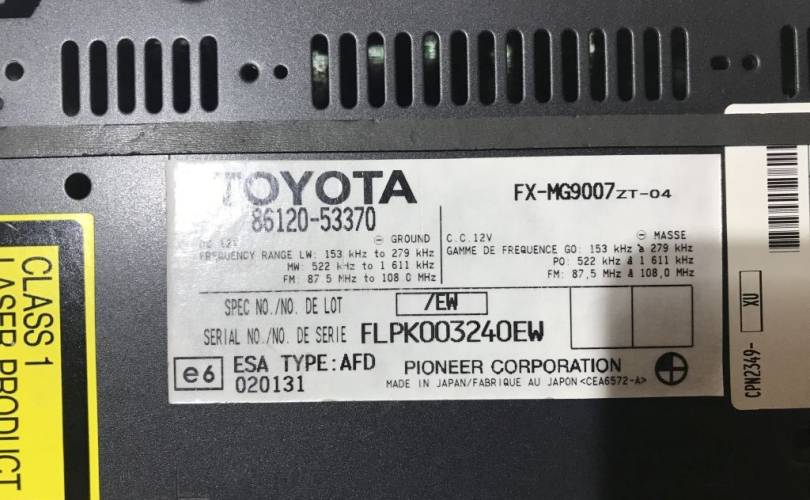 TOYOTA
86120-53370
FX-MG9007ZT-04
DC 12V ⊖ GROUND
FREQUENCY RANGE LW: 153 kHz to 279 kHz
MW: 522 kHz to 1 611 kHz
FM: 87.5 MHz to 108.0 MHz
C.C.12V ⊖ MASSE
GAMME DE FREQUENCE GO: 153 kHz à 279 kHz
PO: 522 kHz à 1 611 kHz
FM: 87,5 MHz à 108,0 MHz
SPEC NO./NO. DE LOT /EW
SERIAL NO./NO. DE SERIE FLPK003240EW
e6 ESA TYPE:AFD
020131
PIONEER CORPORATION
MADE IN JAPAN/FABRIQUE AU JAPON<CEA6572-A>
CLASS 1
LASER PRODUCT
CPN2349- XU